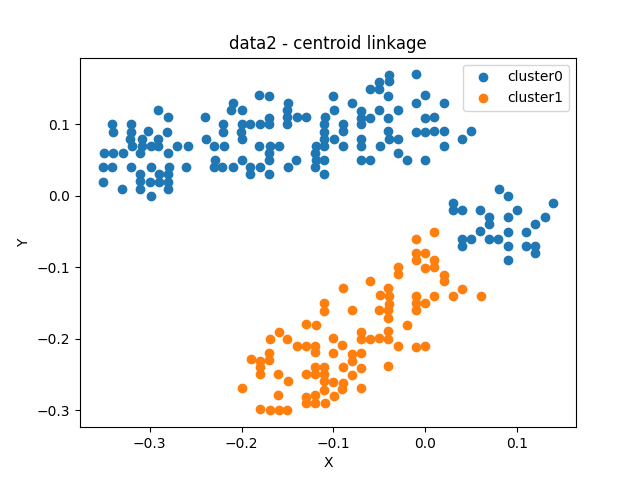 data2 - centroid linkage
cluster0
cluster1
0.1
0.0
−0.1
−0.2
−0.3
Y
−0.3 −0.2 −0.1 0.0 0.1
X